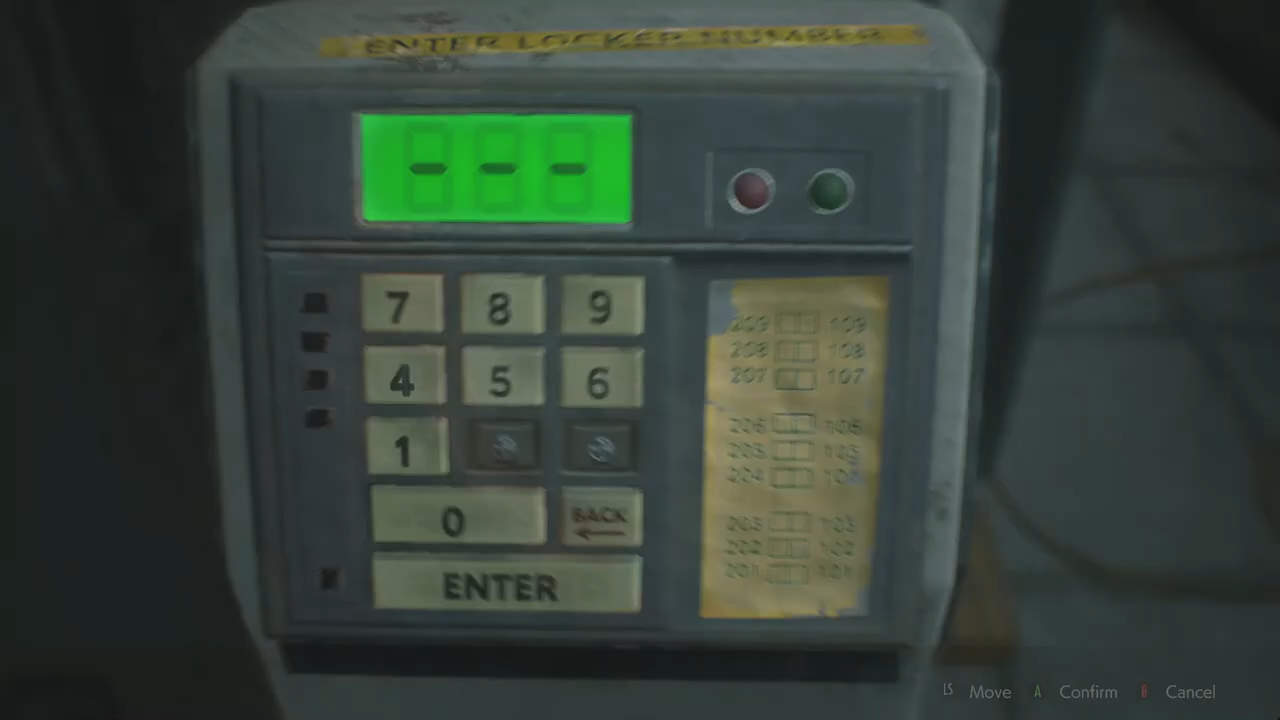 ENTER LOCKER NUMBER
7 8 9
4 5 6
1
0 BACK
ENTER
209 109
208 108
207 107
206 106
205 105
204
203 103
202 102
201 101
LS Move A Confirm B Cancel